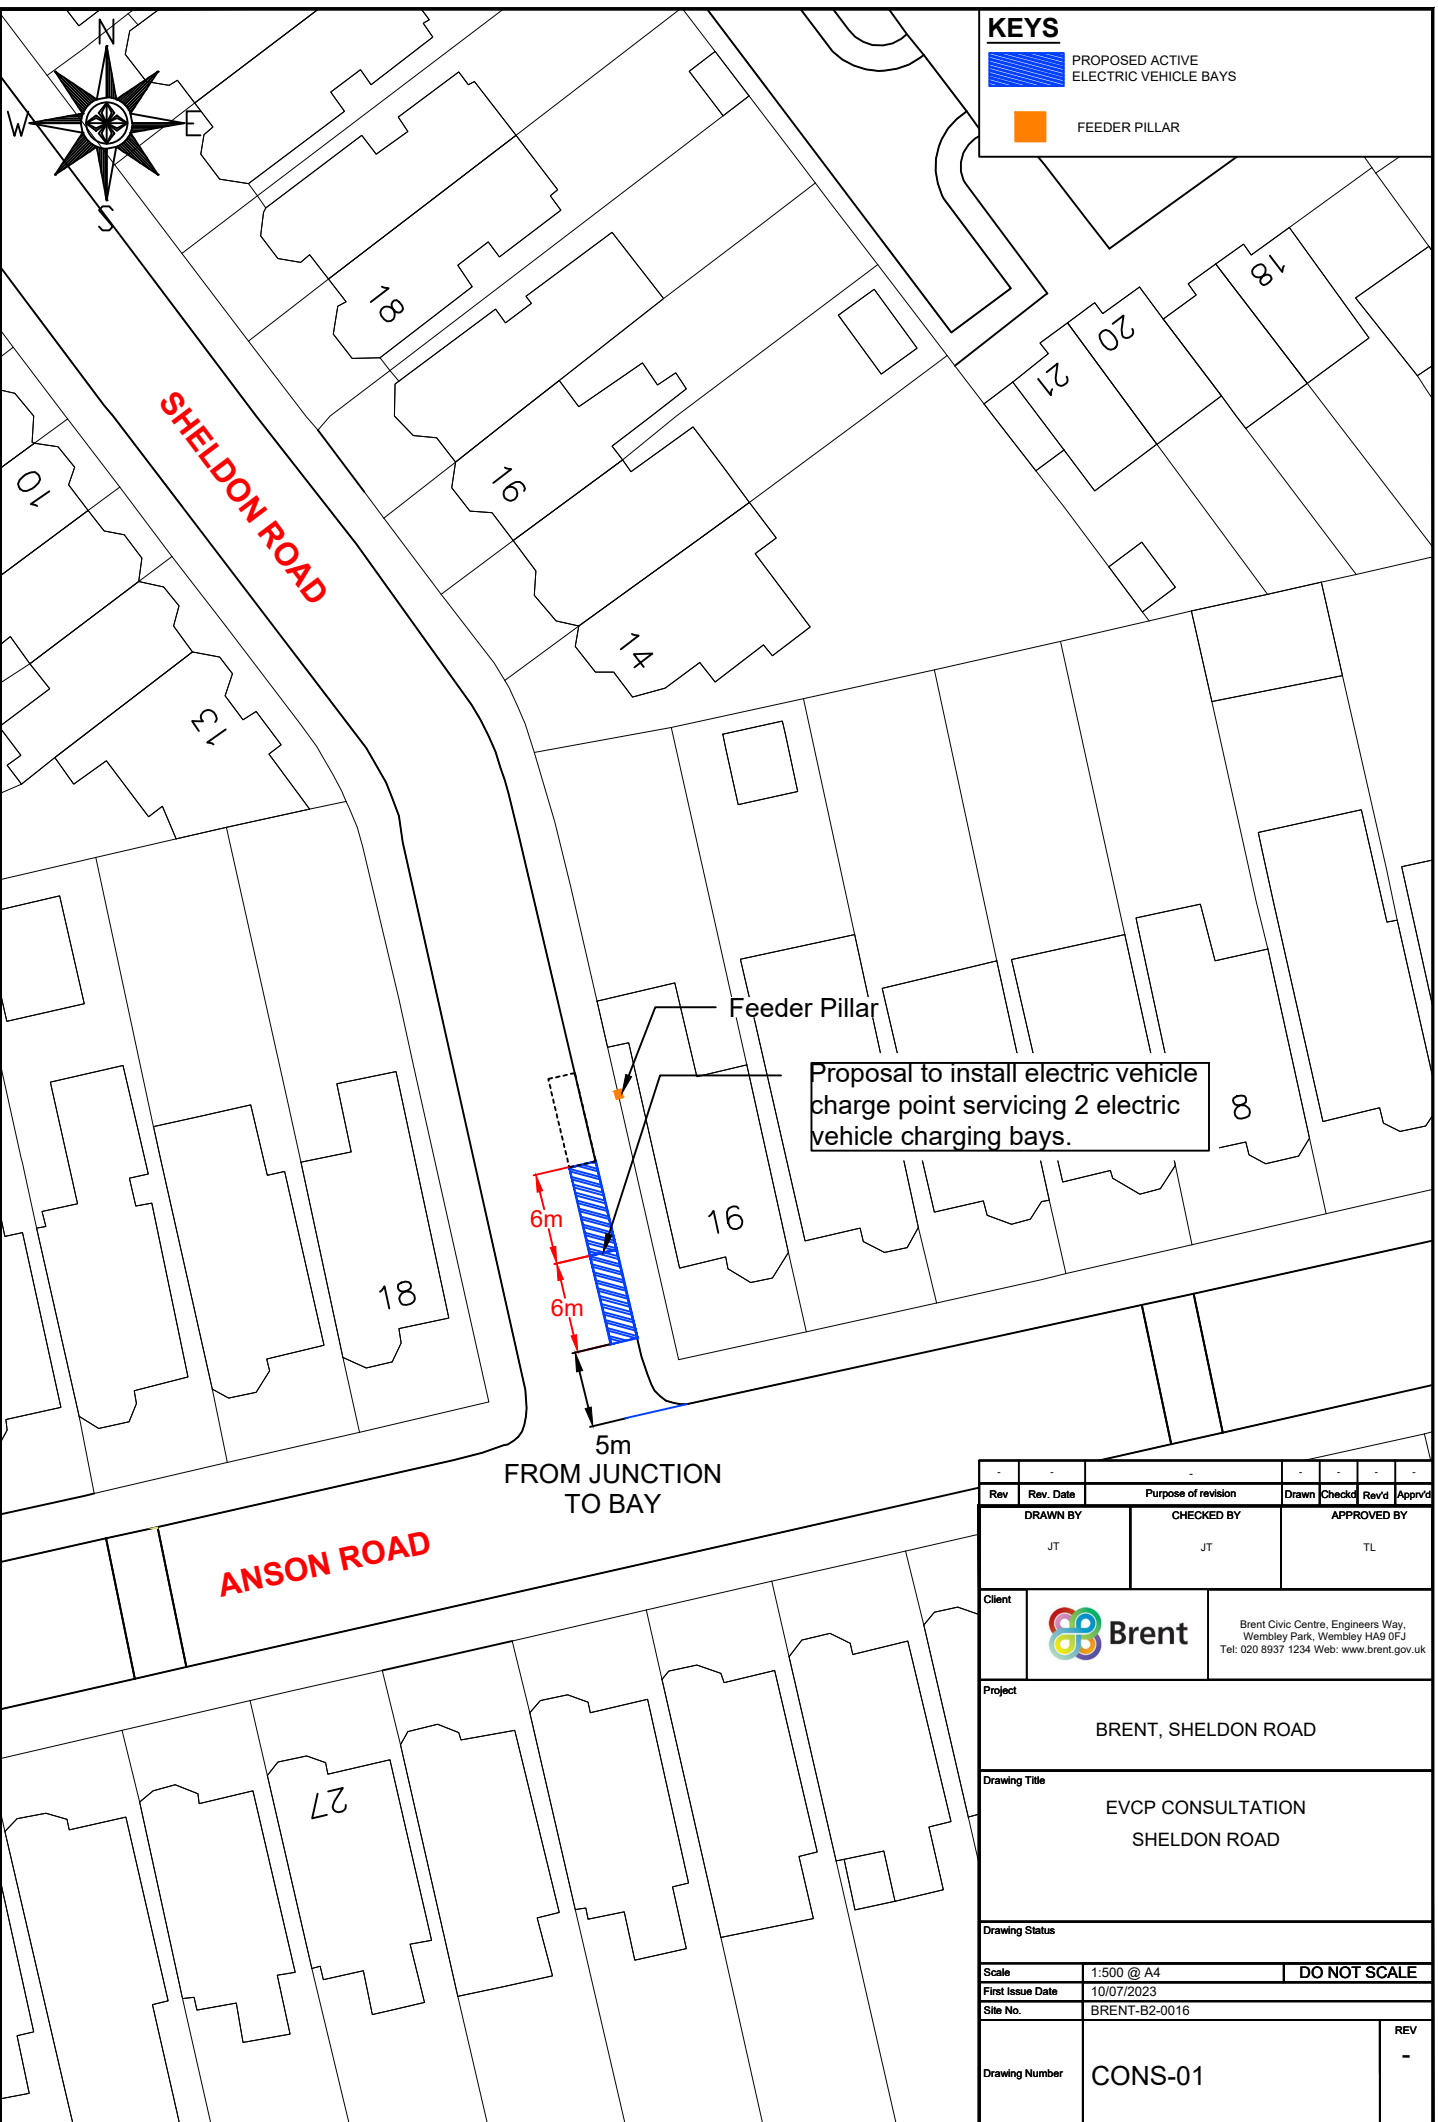 N
W
E
S
KEYS
PROPOSED ACTIVE
ELECTRIC VEHICLE BAYS
FEEDER PILLAR
18
18
20
21
SHELDON ROAD
10
16
14
13
Feeder Pillar
Proposal to install electric vehicle
charge point servicing 2 electric
vehicle charging bays.
8
6m
16
18
6m
5m
FROM JUNCTION
TO BAY
ANSON ROAD
27
- - - - - - -
Rev Rev. Date Purpose of revision Drawn Checkd Rev'd Apprv'd
DRAWN BY CHECKED BY APPROVED BY
JT JT TL
Client
Brent
Brent Civic Centre, Engineers Way,
Wembley Park, Wembley HA9 0FJ
Tel: 020 8937 1234 Web: www.brent.gov.uk
Project
BRENT, SHELDON ROAD
Drawing Title
EVCP CONSULTATION
SHELDON ROAD
Drawing Status
Scale 1:500 @ A4 DO NOT SCALE
First Issue Date 10/07/2023
Site No. BRENT-B2-0016
REV
-
Drawing Number CONS-01